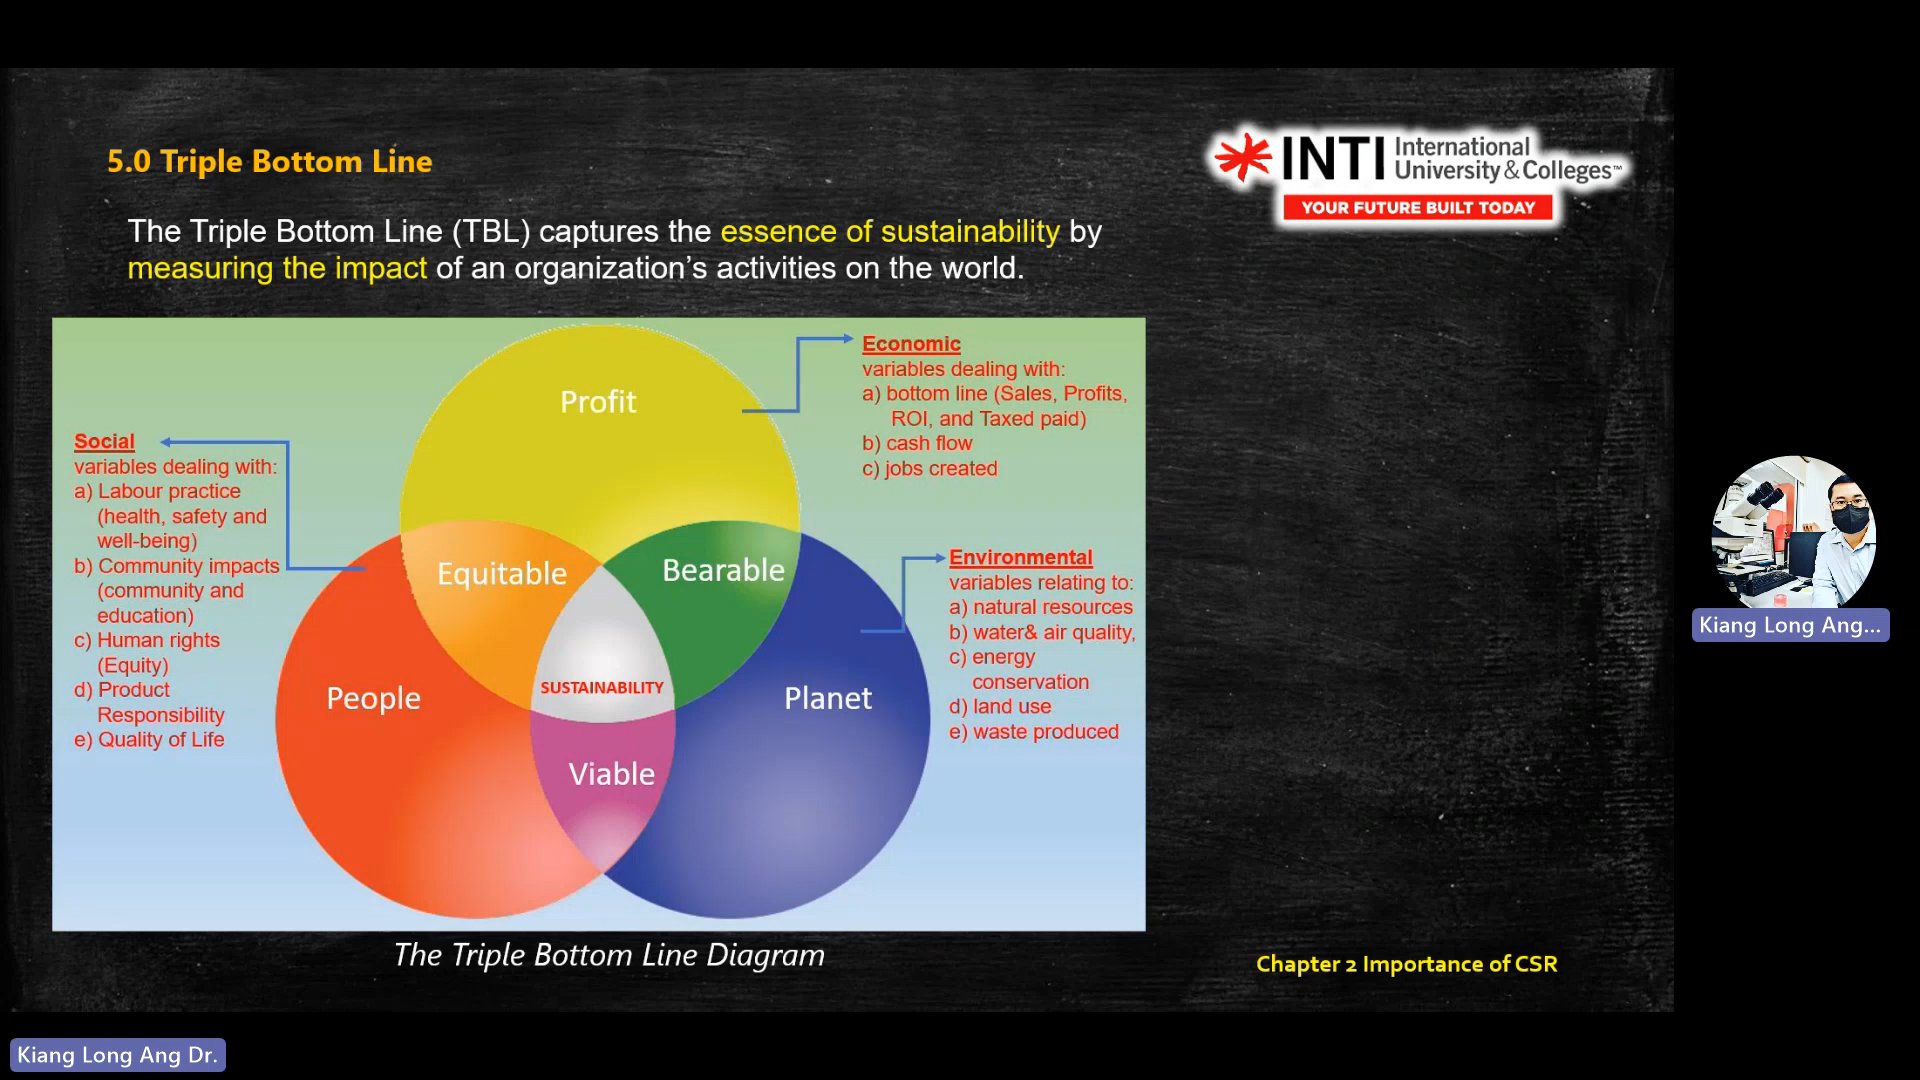 5.0 Triple Bottom Line
INTI International
University & Colleges™
YOUR FUTURE BUILT TODAY
The Triple Bottom Line (TBL) captures the essence of sustainability by
measuring the impact of an organization’s activities on the world.
Profit
Economic
variables dealing with:
a) bottom line (Sales, Profits,
ROI, and Taxed paid)
b) cash flow
c) jobs created
Social
variables dealing with:
a) Labour practice
(health, safety and
well-being)
b) Community impacts
(community and
education)
c) Human rights
(Equity)
d) Product
Responsibility
e) Quality of Life
Equitable
Bearable
Environmental
variables relating to:
a) natural resources
b) water& air quality,
c) energy
conservation
d) land use
e) waste produced
People
SUSTAINABILITY
Planet
Viable
The Triple Bottom Line Diagram
Chapter 2 Importance of CSR
Kiang Long Ang...
Kiang Long Ang Dr.